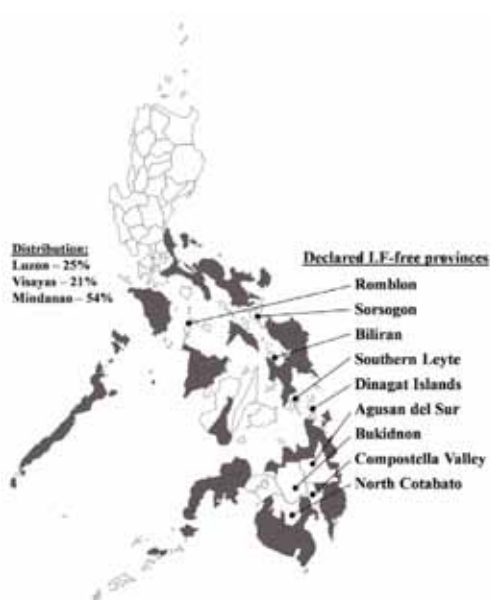 Distribution:
Luzon – 25%
Visayas – 21%
Mindanao – 54%
Declared LF-free provinces
Romblon
Sorsogon
Biliran
Southern Leyte
Dinagat Islands
Agusan del Sur
Bukidnon
Compostella Valley
North Cotabato